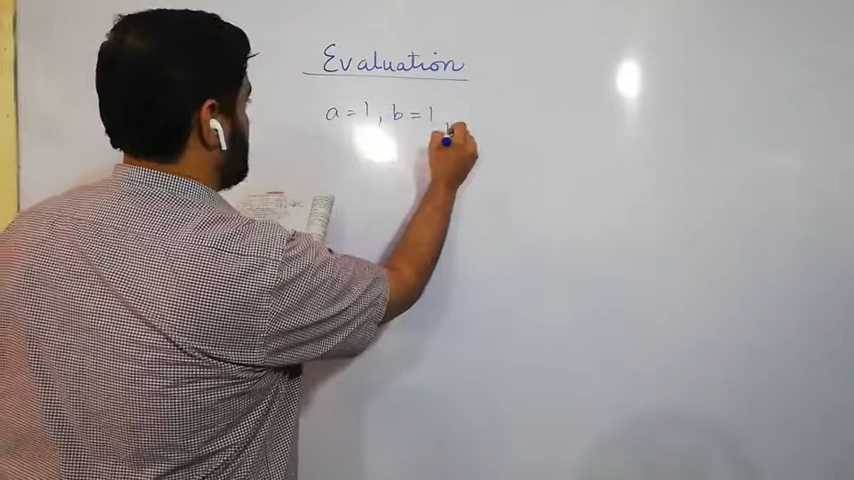 Evaluation
a = 1, b = 1